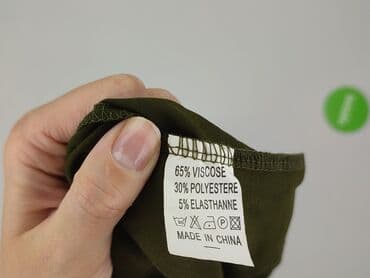 65% VISCOSE
30% POLYESTERE
5% ELASTHANNE
MADE IN CHINA